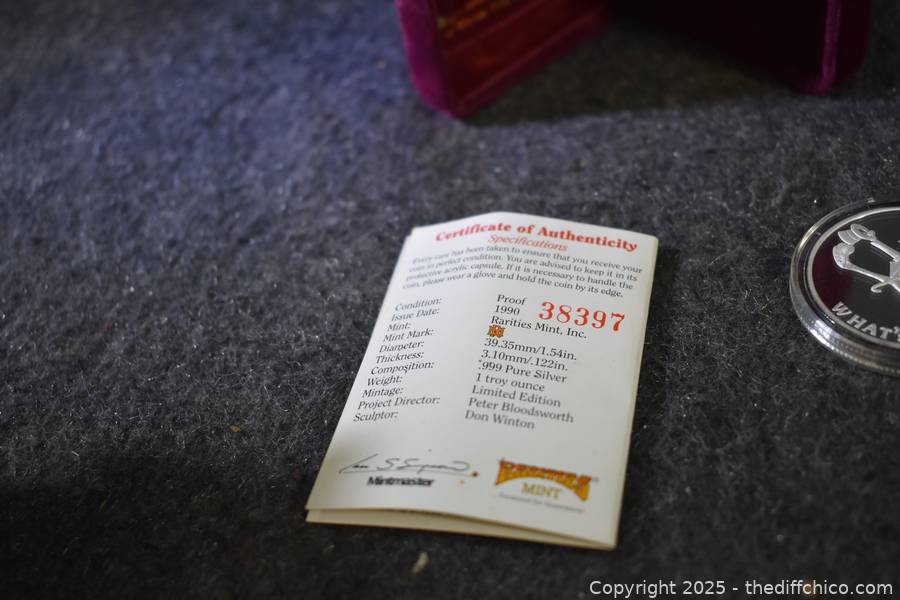 Certificate of Authenticity
Specifications
Every care has been taken to ensure that you receive your
coin in perfect condition. You are advised to keep it in its
protective acrylic capsule. If it is necessary to handle the
coin, please wear a glove and hold the coin by its edge.
Condition: Proof
Issue Date: 1990
38397
Mint: Rarities Mint, Inc.
Mint Mark:
Diameter: 39.35mm/1.54in.
Thickness: 3.10mm/.122in.
Composition: .999 Pure Silver
Weight: 1 troy ounce
Mintage: Limited Edition
Project Director: Peter Bloodsworth
Sculptor: Don Winton
Mintmaster
RARITIES
MINT
WHAT'S
Copyright 2025 - thediffchico.com